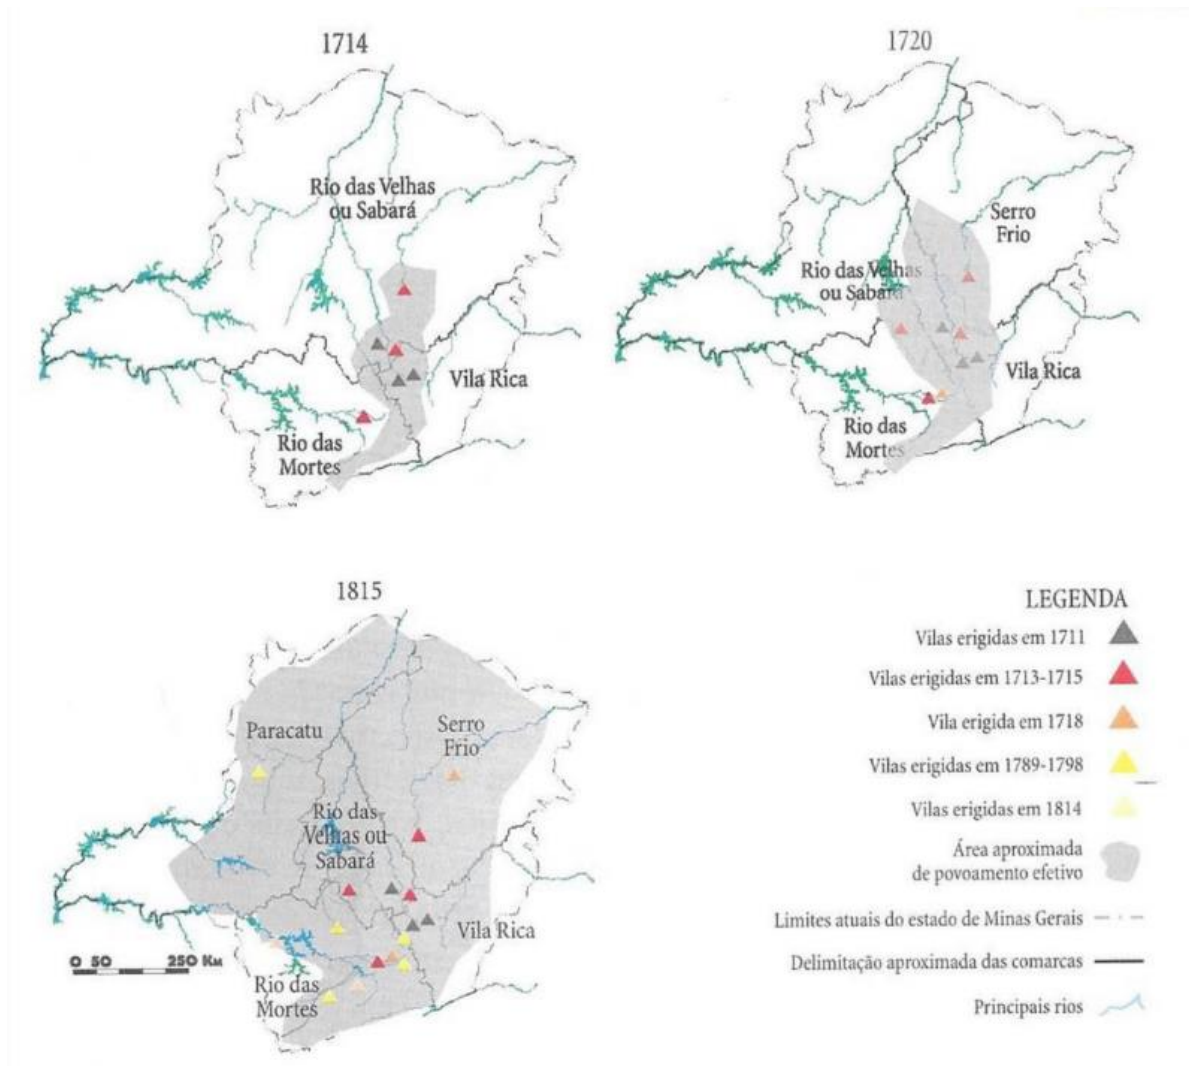 1714
Rio das Velhas
ou Sabará
Vila Rica
Rio das
Mortes
1720
Serro
Frio
Rio das Velhas
ou Sabará
Vila Rica
Rio das
Mortes
1815
Paracatu
Serro
Frio
Rio das
Velhas ou
Sabará
Vila Rica
0 50 250 KM
Rio das
Mortes
LEGENDA
Vilas erigidas em 1711
Vilas erigidas em 1713-1715
Vila erigida em 1718
Vilas erigidas em 1789-1798
Vilas erigidas em 1814
Área aproximada
de povoamento efetivo
Limites atuais do estado de Minas Gerais
Delimitação aproximada das comarcas
Principais rios